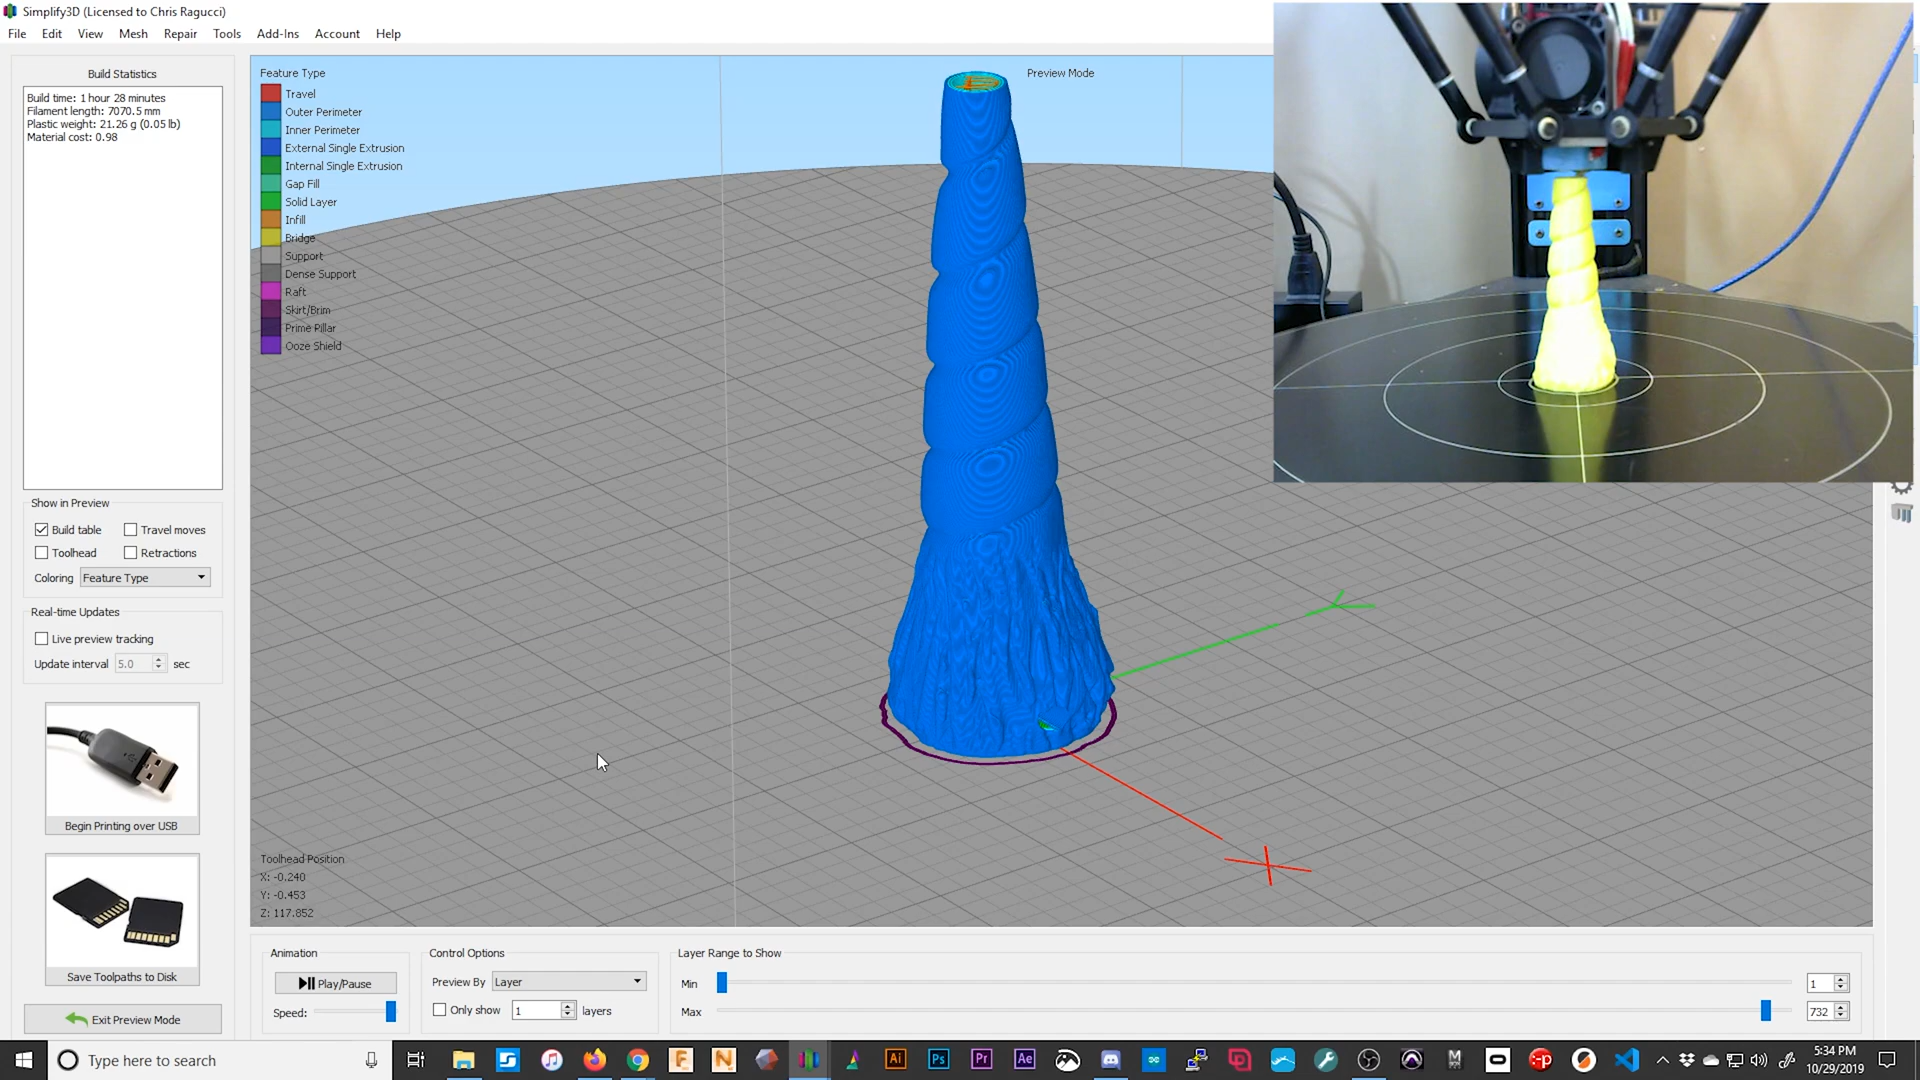 Simplify3D (Licensed to Chris Ragucci)
File Edit View Mesh Repair Tools Add-Ins Account Help
Build Statistics
Build time: 1 hour 28 minutes
Filament length: 7070.5 mm
Plastic weight: 21.26 g (0.05 lb)
Material cost: 0.98
Show in Preview
Build table
Travel moves
Toolhead
Retractions
Coloring Feature Type
Real-time Updates
Live preview tracking
Update interval 5.0 sec
Begin Printing over USB
Save Toolpaths to Disk
Exit Preview Mode
Feature Type
Travel
Outer Perimeter
Inner Perimeter
External Single Extrusion
Internal Single Extrusion
Gap Fill
Solid Layer
Infill
Bridge
Support
Dense Support
Raft
Skirt/Brim
Prime Pillar
Ooze Shield
Preview Mode
Toolhead Position
X: -0.240
Y: -0.453
Z: 117.852
Animation
Play/Pause
Speed:
Control Options
Preview By Layer
Only show 1 layers
Layer Range to Show
Min 1
Max 732
Type here to search
Ai Ps Pr Ae
5:34 PM
10/29/2019